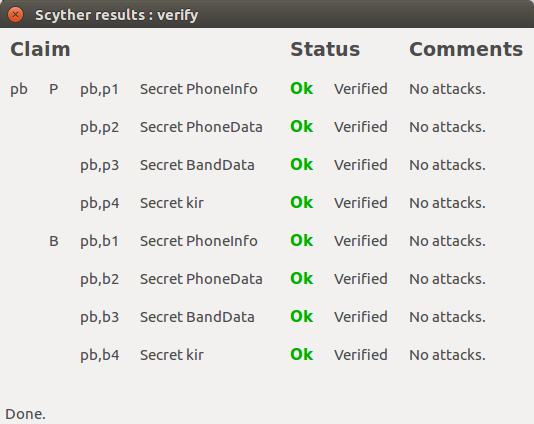 Scyther results : verify
Claim Status Comments
pb P pb,p1 Secret PhoneInfo Ok Verified No attacks.
pb,p2 Secret PhoneData Ok Verified No attacks.
pb,p3 Secret BandData Ok Verified No attacks.
pb,p4 Secret kir Ok Verified No attacks.
B pb,b1 Secret PhoneInfo Ok Verified No attacks.
pb,b2 Secret PhoneData Ok Verified No attacks.
pb,b3 Secret BandData Ok Verified No attacks.
pb,b4 Secret kir Ok Verified No attacks.
Done.